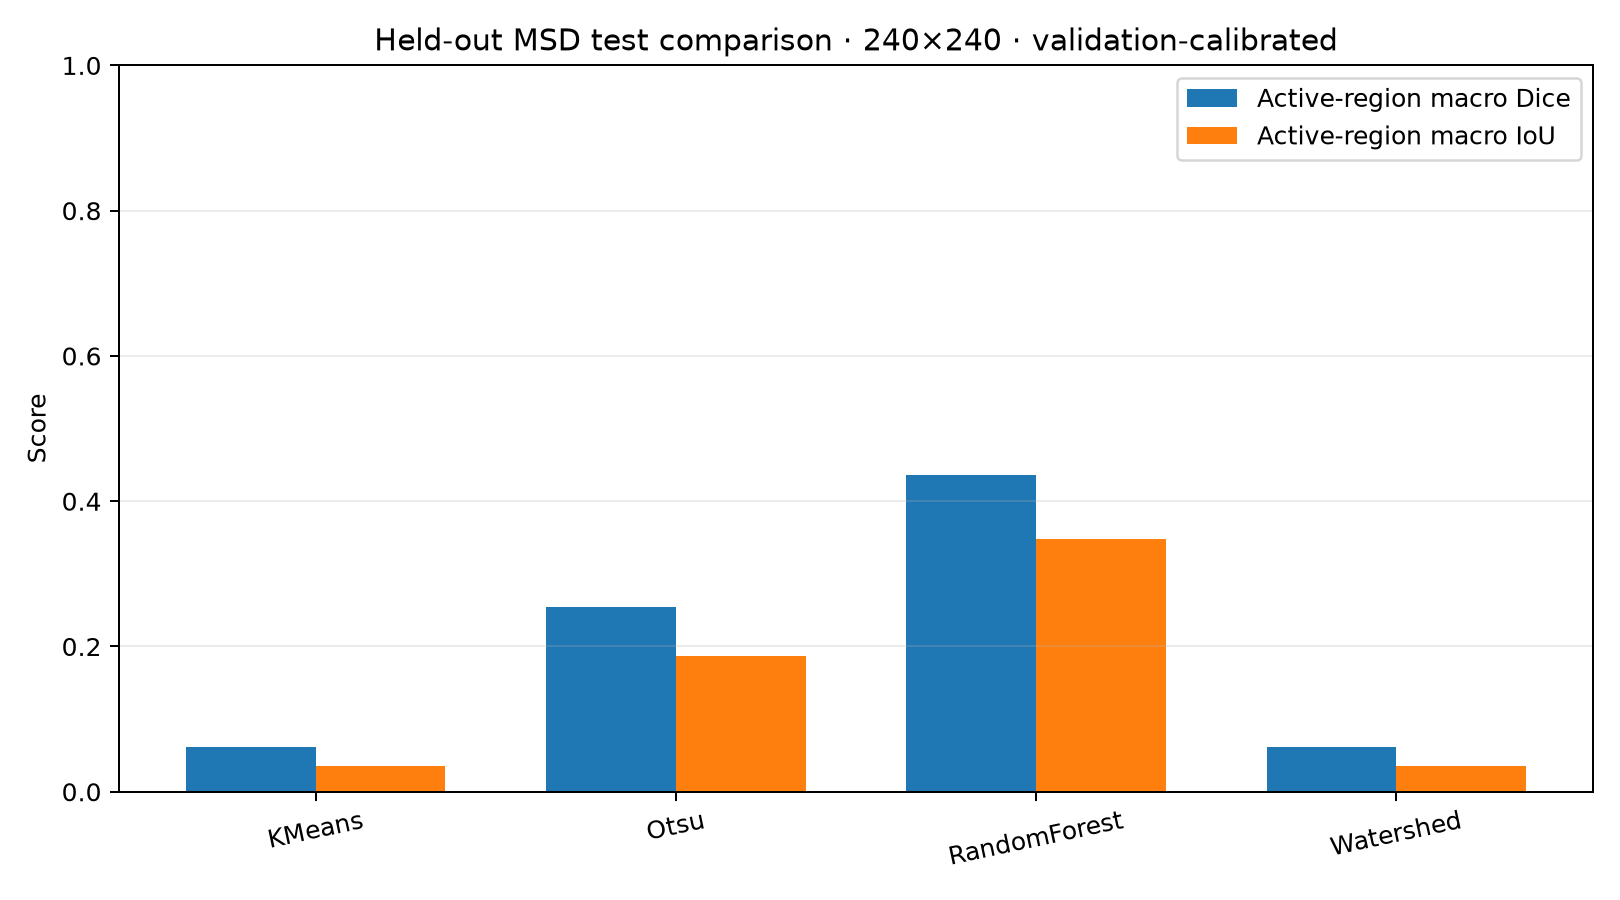 Held-out MSD test comparison · 240×240 · validation-calibrated
Active-region macro Dice
Active-region macro IoU
Score
1.0
0.8
0.6
0.4
0.2
0.0
KMeans
Otsu
RandomForest
Watershed